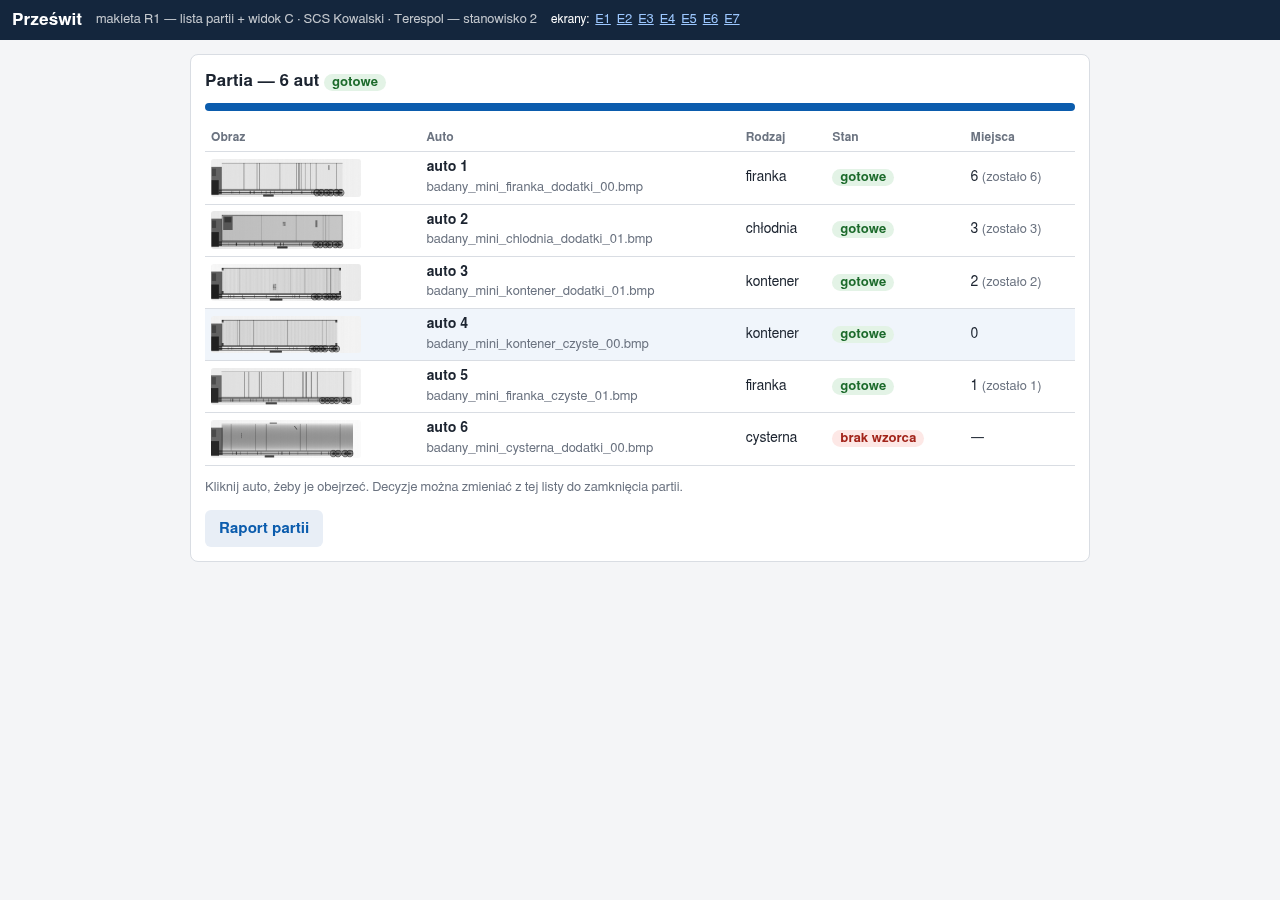 Prześwit makieta R1 — lista partii + widok C · SCS Kowalski · Terespol — stanowisko 2 ekrany: E1 E2 E3 E4 E5 E6 E7
Partia — 6 aut gotowe
Obraz Auto Rodzaj Stan Miejsca
auto 1
badany_mini_firanka_dodatki_00.bmp
firanka gotowe 6 (zostało 6)
auto 2
badany_mini_chlodnia_dodatki_01.bmp
chłodnia gotowe 3 (zostało 3)
auto 3
badany_mini_kontener_dodatki_01.bmp
kontener gotowe 2 (zostało 2)
auto 4
badany_mini_kontener_czyste_00.bmp
kontener gotowe 0
auto 5
badany_mini_firanka_czyste_01.bmp
firanka gotowe 1 (zostało 1)
auto 6
badany_mini_cysterna_dodatki_00.bmp
cysterna brak wzorca —
Kliknij auto, żeby je obejrzeć. Decyzje można zmieniać z tej listy do zamknięcia partii.
Raport partii